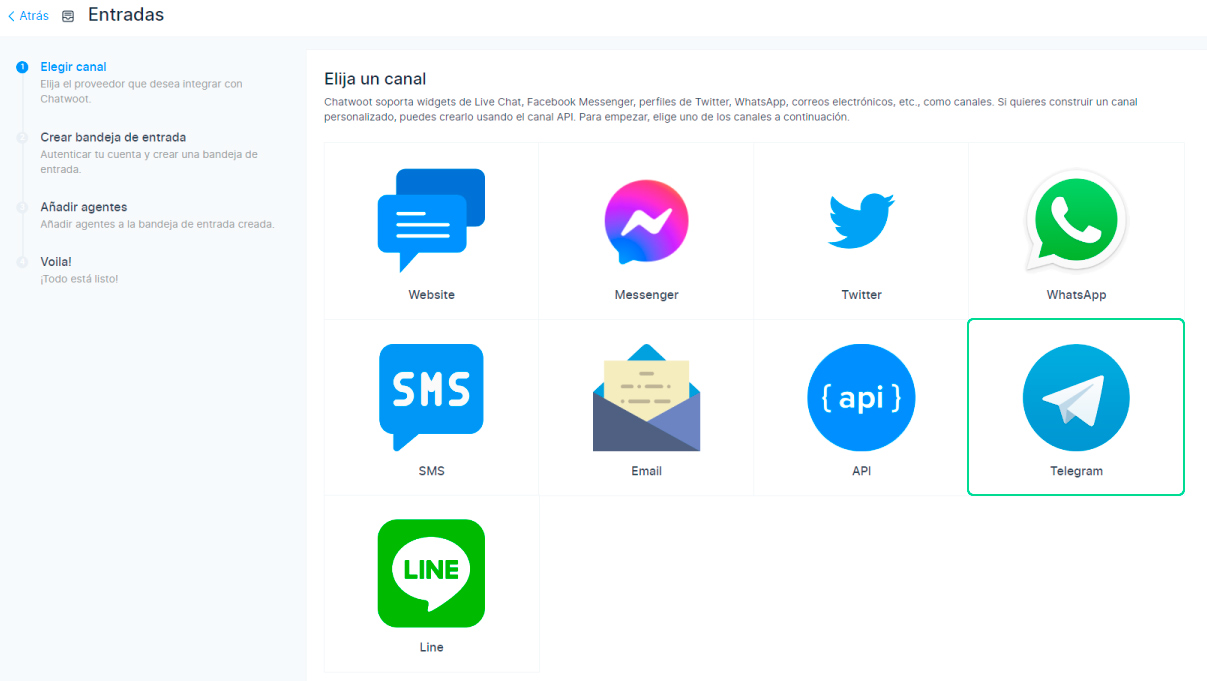 Atrás
Entradas
1
Elegir canal
Elija el proveedor que desea integrar con
Chatwoot.
2
Crear bandeja de entrada
Autenticar tu cuenta y crear una bandeja de
entrada.
3
Añadir agentes
Añadir agentes a la bandeja de entrada creada.
4
Voila!
¡Todo está listo!
Elija un canal
Chatwoot soporta widgets de Live Chat, Facebook Messenger, perfiles de Twitter, WhatsApp, correos electrónicos, etc., como canales. Si quieres construir un canal
personalizado, puedes crearlo usando el canal API. Para empezar, elige uno de los canales a continuación.
Website
Messenger
Twitter
WhatsApp
SMS
SMS
Email
{ api }
API
Telegram
LINE
Line